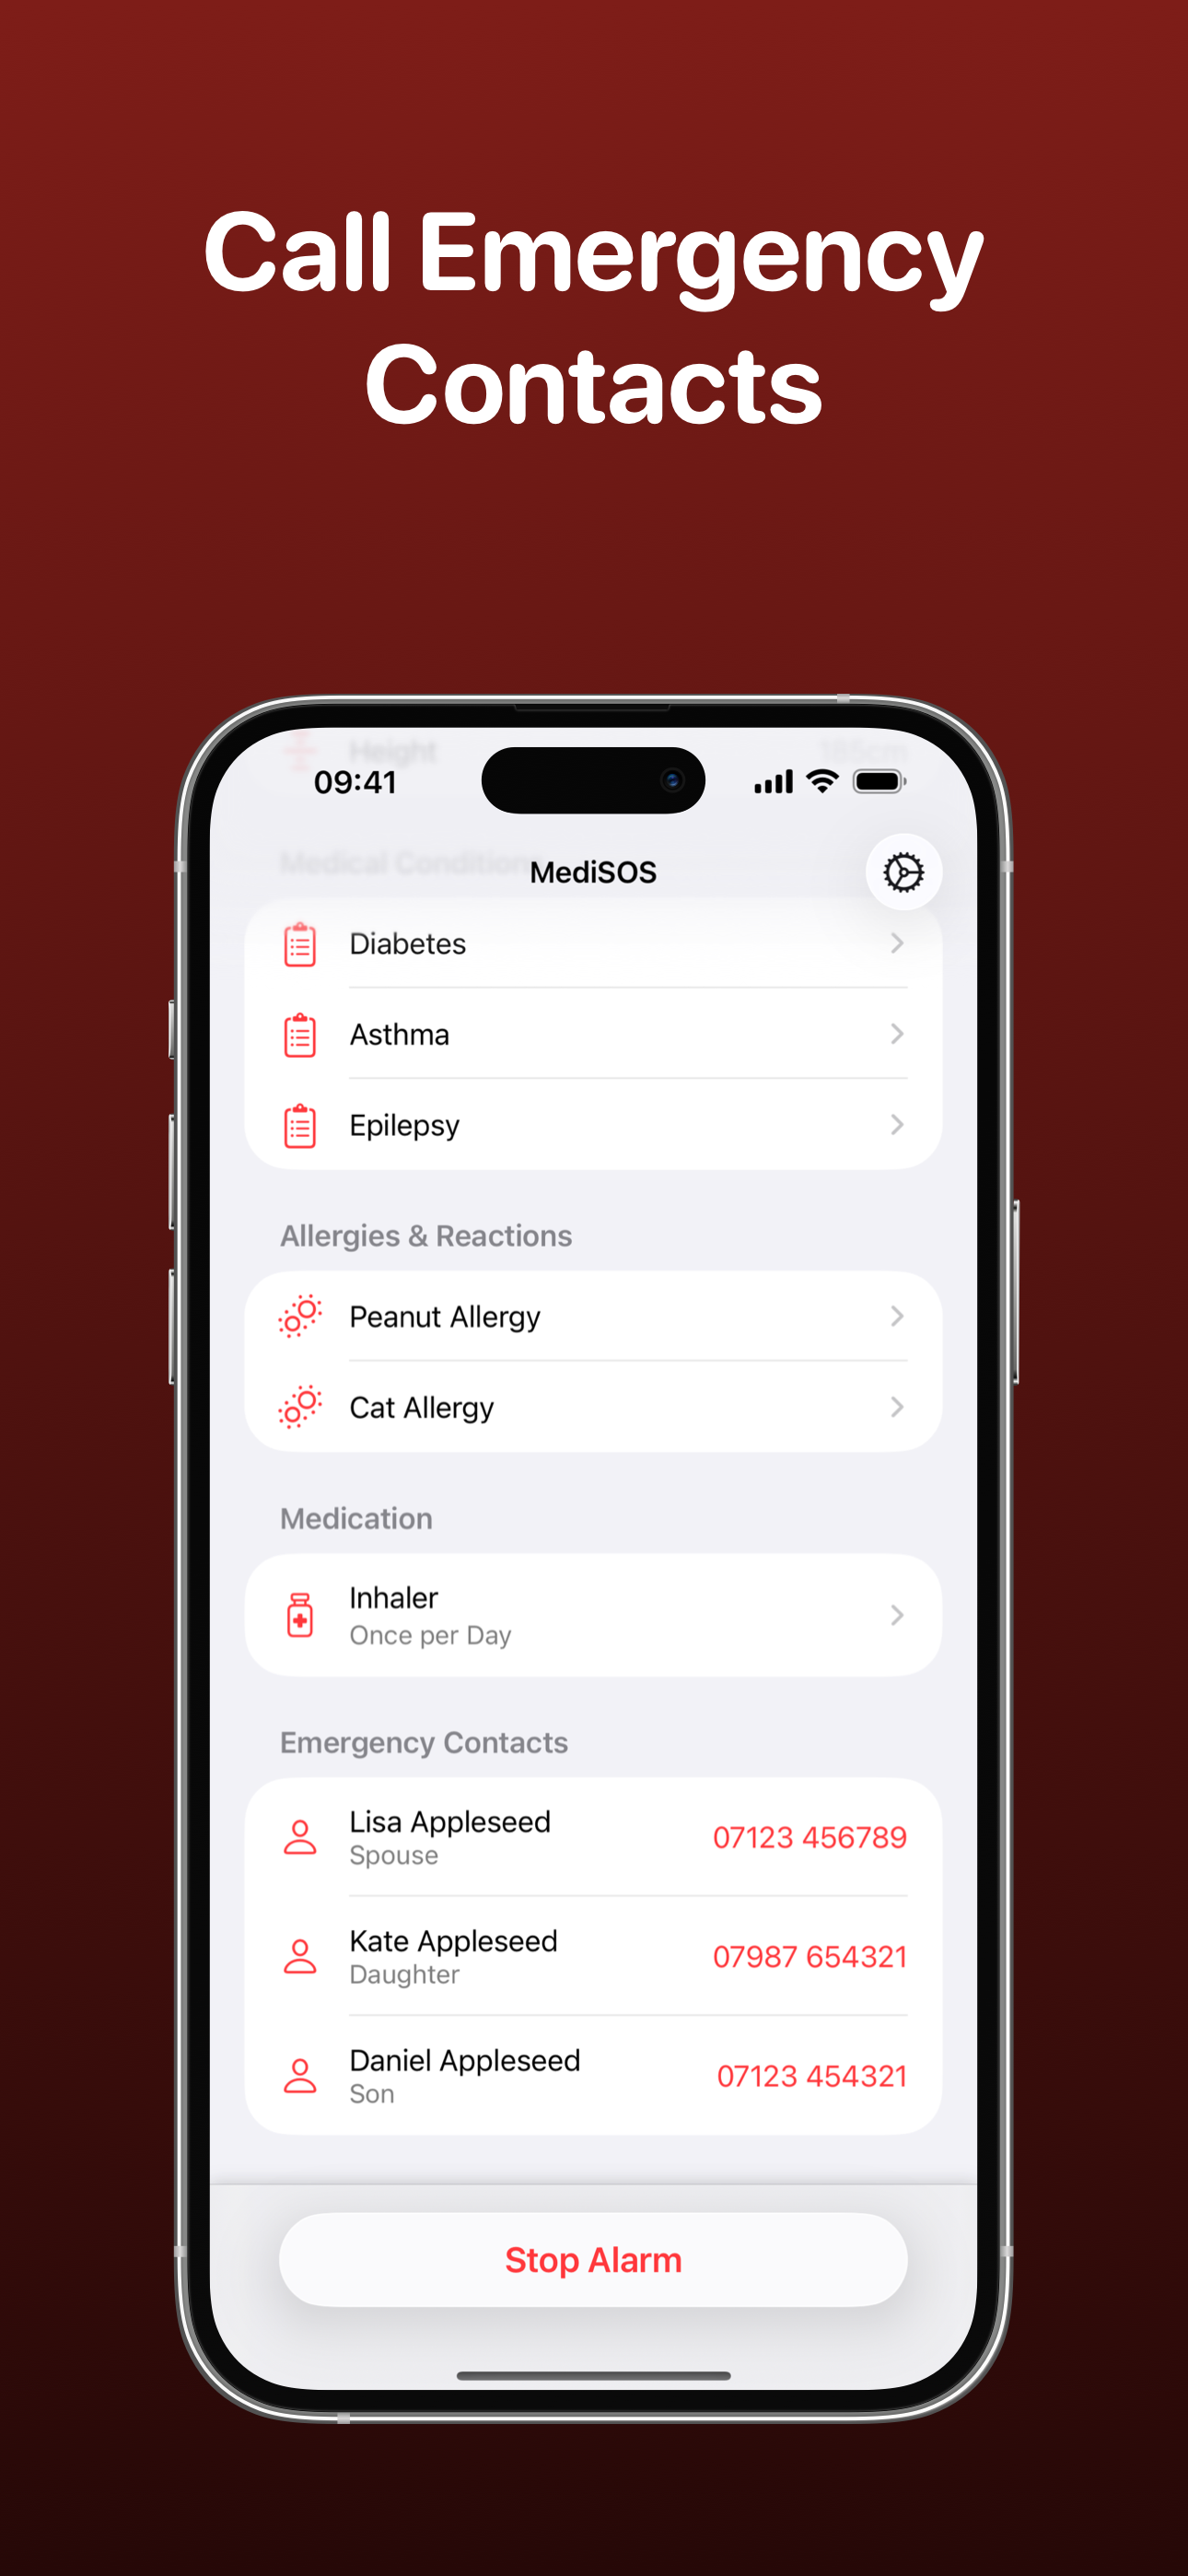 Call Emergency
Contacts
Height 185cm
09:41
Medical Conditions
MediSOS
Diabetes
Asthma
Epilepsy
Allergies & Reactions
Peanut Allergy
Cat Allergy
Medication
Inhaler
Once per Day
Emergency Contacts
Lisa Appleseed
Spouse
07123 456789
Kate Appleseed
Daughter
07987 654321
Daniel Appleseed
Son
07123 454321
Stop Alarm